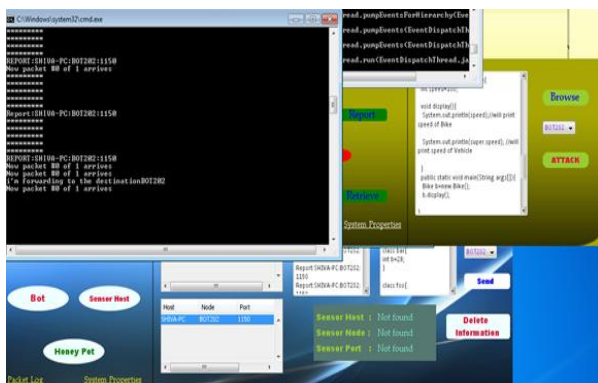 C:\Windows\system32\cmd.exe
**********
**********
**********
**********
REPORT:SHIVA-PC:BOT202:1150
Now packet #0 of 1 arrives
**********
**********
**********
**********
**********
Report:SHIVA-PC:BOT202:1150
**********
**********
**********
**********
**********
REPORT:SHIVA-PC:BOT202:1150
Now packet #0 of 1 arrives
Now packet #0 of 1 arrives
i'm forwarding to the destinationBOT202
Now packet #0 of 1 arrives
read.pumpEventsForHierarchy(Eve
read.pumpEvents(EventDispatchTh
read.pumpEvents(EventDispatchTh
read.run(EventDispatchThread.ja
Report
Retrieve
System Properties
int speed=
void display(){
System.out.println(speed);//will print
speed of Bike
System.out.println(super.speed); //will
print speed of Vehicle
}
public static void main(String args[]){
Bike b=new Bike();
b.display();
Browse
BOT202
ATTACK
Report:SHIVA-PC:BOT202:
1150
Report:SHIVA-PC:BOT202:
1150
class bar{
int b=28;
}
class foo{
BOT202
Send
Bot
Sensor Host
Honey Pot
Packet Log
System Properties
Host Node Port
SHIVA-PC BOT202 1150
Sensor Host : Not found
Sensor Node : Not found
Sensor Port : Not found
Delete
Information